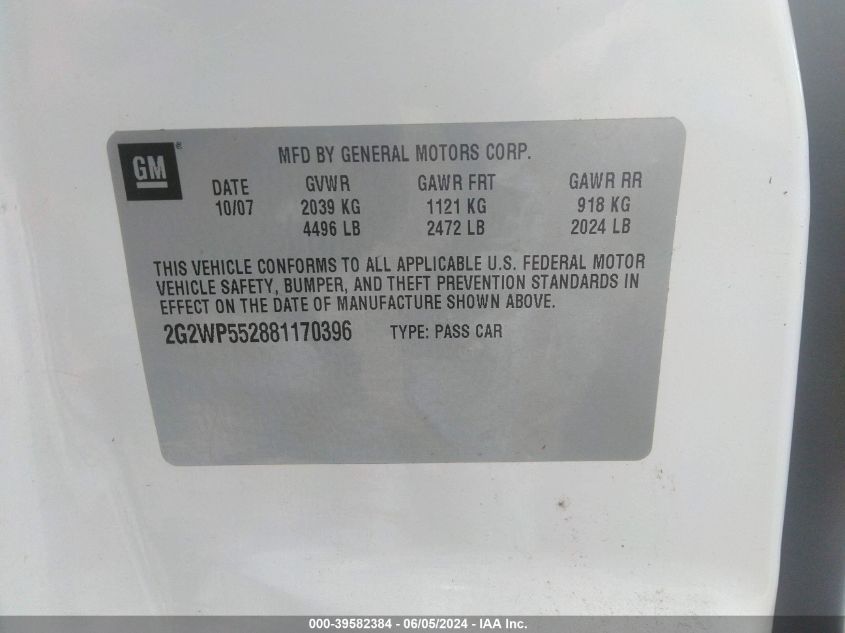 GM ®
MFD BY GENERAL MOTORS CORP.
DATE GVWR GAWR FRT GAWR RR
10/07 2039 KG 1121 KG 918 KG
4496 LB 2472 LB 2024 LB
THIS VEHICLE CONFORMS TO ALL APPLICABLE U.S. FEDERAL MOTOR
VEHICLE SAFETY, BUMPER, AND THEFT PREVENTION STANDARDS IN
EFFECT ON THE DATE OF MANUFACTURE SHOWN ABOVE.
2G2WP552881170396 TYPE: PASS CAR
000-39582384 - 06/05/2024 - IAA Inc.